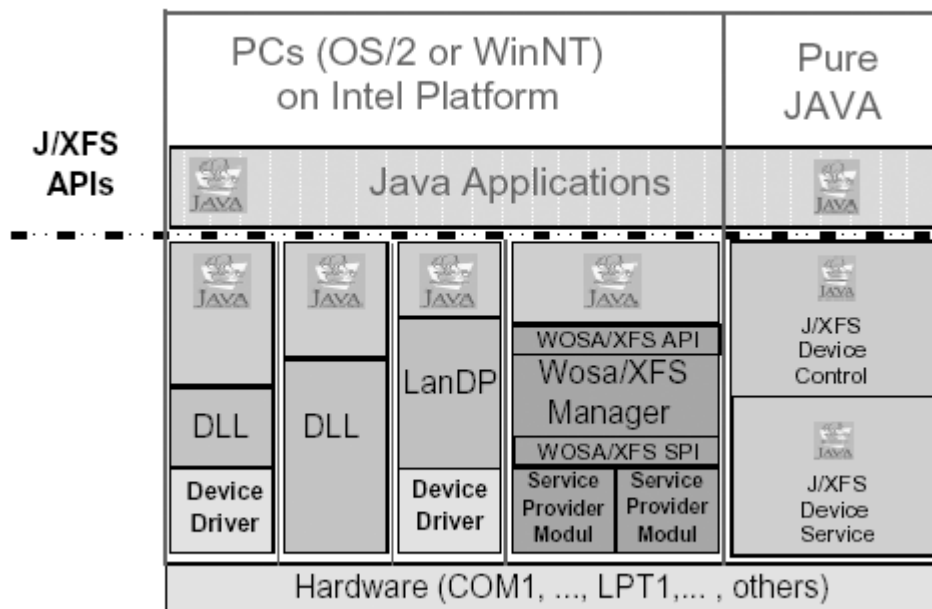 PCs (OS/2 or WinNT)
on Intel Platform
Pure
JAVA
J/XFS
APIs
JAVA
Java Applications
JAVA
JAVA
JAVA
JAVA
JAVA
JAVA
DLL
Device
Driver
DLL
LanDP
Device
Driver
WOSA/XFS API
Wosa/XFS
Manager
WOSA/XFS SPI
Service
Provider
Modul
Service
Provider
Modul
J/XFS
Device
Control
JAVA
J/XFS
Device
Service
Hardware (COM1, ..., LPT1,... , others)